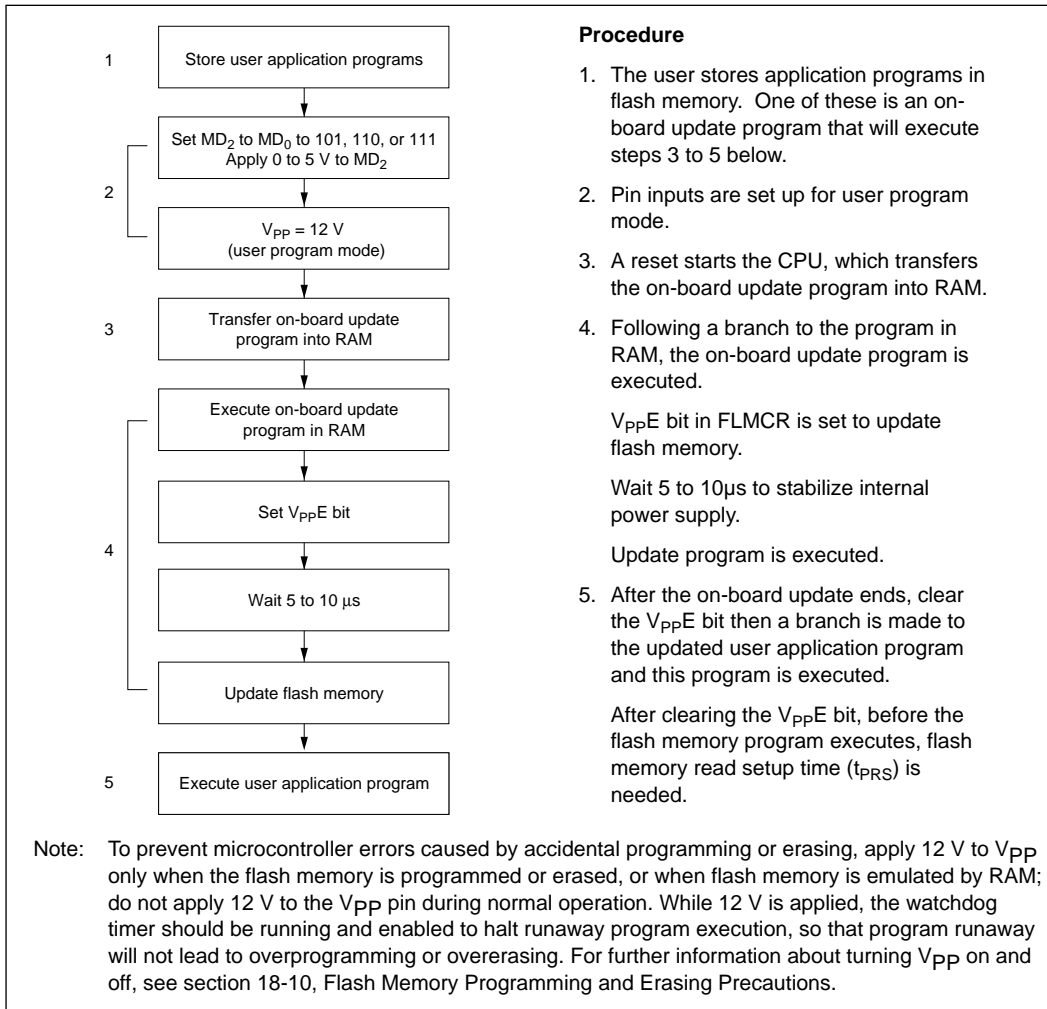 1
Store user application programs
Set MD2 to MD0 to 101, 110, or 111
Apply 0 to 5 V to MD2
2
VPP = 12 V
(user program mode)
3
Transfer on-board update
program into RAM
Execute on-board update
program in RAM
Set VPPE bit
4
Wait 5 to 10 µs
Update flash memory
5
Execute user application program
Procedure
1. The user stores application programs in
flash memory. One of these is an on-
board update program that will execute
steps 3 to 5 below.
2. Pin inputs are set up for user program
mode.
3. A reset starts the CPU, which transfers
the on-board update program into RAM.
4. Following a branch to the program in
RAM, the on-board update program is
executed.
VPPE bit in FLMCR is set to update
flash memory.
Wait 5 to 10µs to stabilize internal
power supply.
Update program is executed.
5. After the on-board update ends, clear
the VPPE bit then a branch is made to
the updated user application program
and this program is executed.
After clearing the VPPE bit, before the
flash memory program executes, flash
memory read setup time (tPRS) is
needed.
Note: To prevent microcontroller errors caused by accidental programming or erasing, apply 12 V to VPP
only when the flash memory is programmed or erased, or when flash memory is emulated by RAM;
do not apply 12 V to the VPP pin during normal operation. While 12 V is applied, the watchdog
timer should be running and enabled to halt runaway program execution, so that program runaway
will not lead to overprogramming or overerasing. For further information about turning VPP on and
off, see section 18-10, Flash Memory Programming and Erasing Precautions.